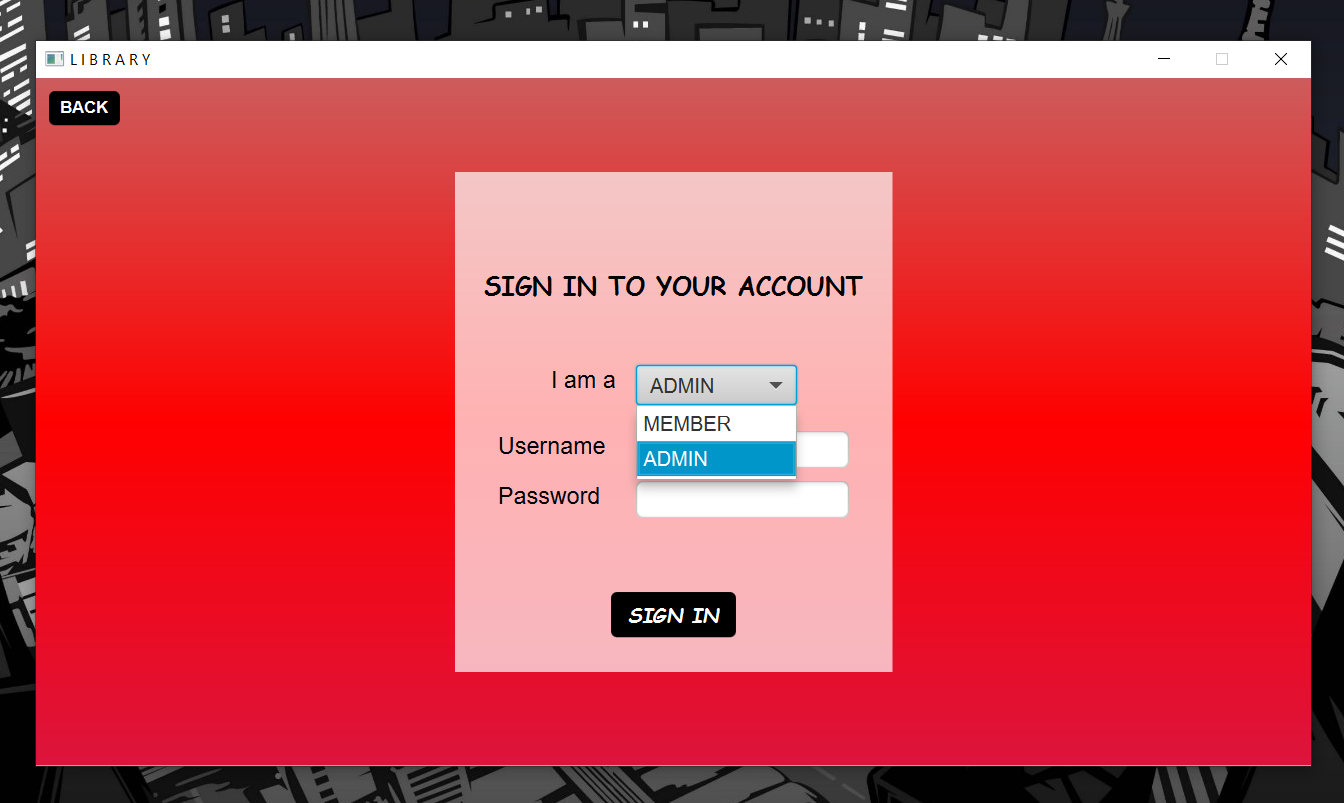 LIBRARY
BACK
SIGN IN TO YOUR ACCOUNT
I am a ADMIN
MEMBER
ADMIN
Username
Password
SIGN IN